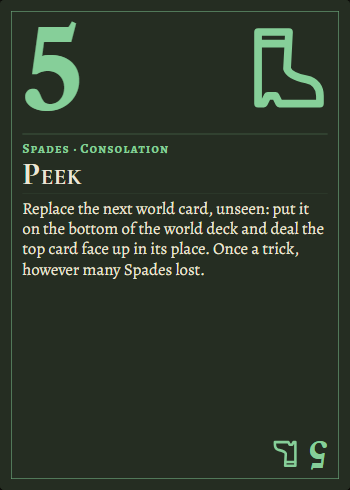 5
Spades · Consolation
Peek
Replace the next world card, unseen: put it
on the bottom of the world deck and deal the
top card face up in its place. Once a trick,
however many Spades lost.
5